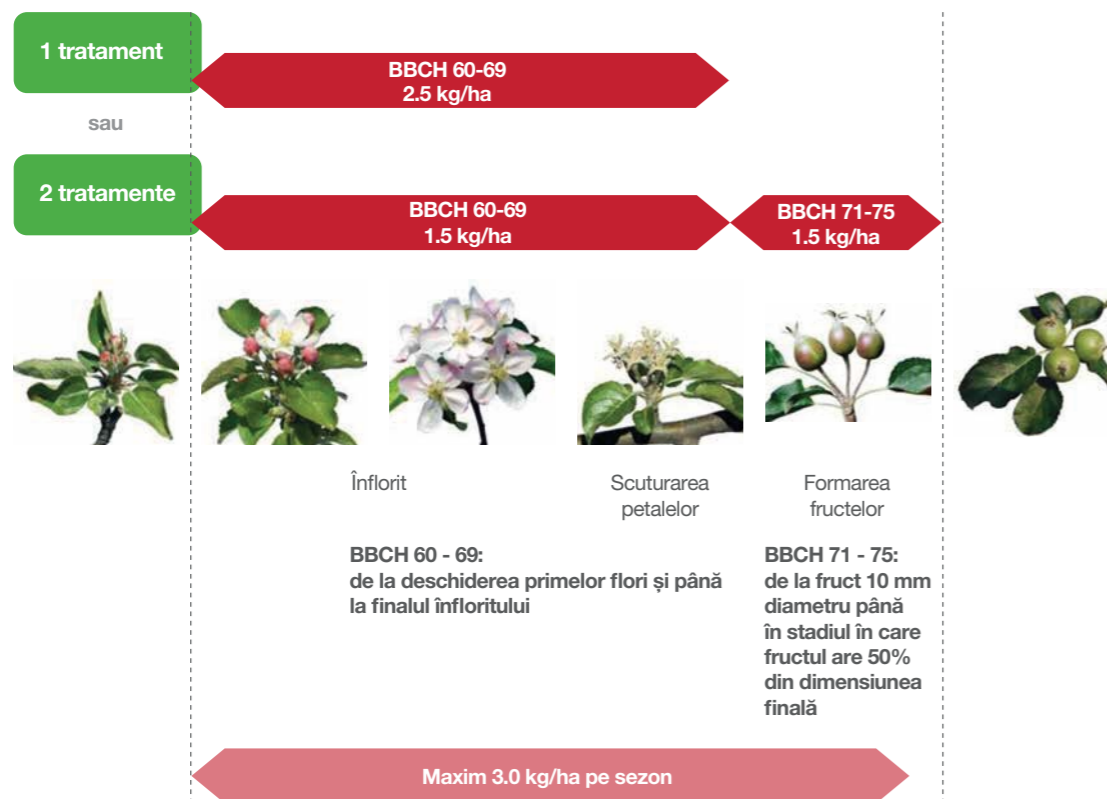 1 tratament
BBCH 60-69
2.5 kg/ha
sau
2 tratamente
BBCH 60-69
1.5 kg/ha
BBCH 71-75
1.5 kg/ha
Înflorit
Scuturarea
petalelor
Formarea
fructelor
BBCH 60 - 69:
de la deschiderea primelor flori și până
la finalul înfloritului
BBCH 71 - 75:
de la fruct 10 mm
diametru până
în stadiul în care
fructul are 50%
din dimensiunea
finală
Maxim 3.0 kg/ha pe sezon